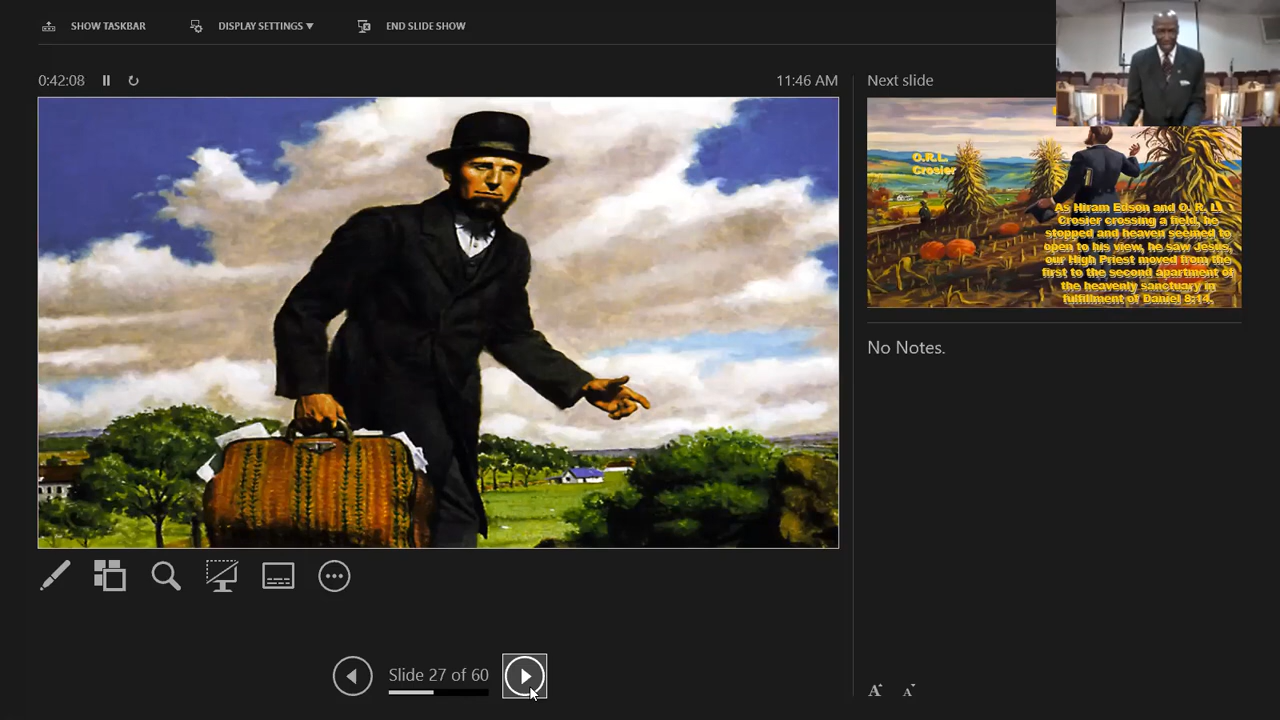 SHOW TASKBAR
DISPLAY SETTINGS ▼
END SLIDE SHOW
0:42:08
11:46 AM
Next slide
O.R.L.
Crosier
As Hiram Edson and O. R. L.
Crosier crossing a field, he
stopped and heaven seemed to
open to his view, he saw Jesus,
our High Priest moved from the
first to the second apartment of
the heavenly sanctuary in
fulfillment of Daniel 8:14.
No Notes.
Slide 27 of 60
A A